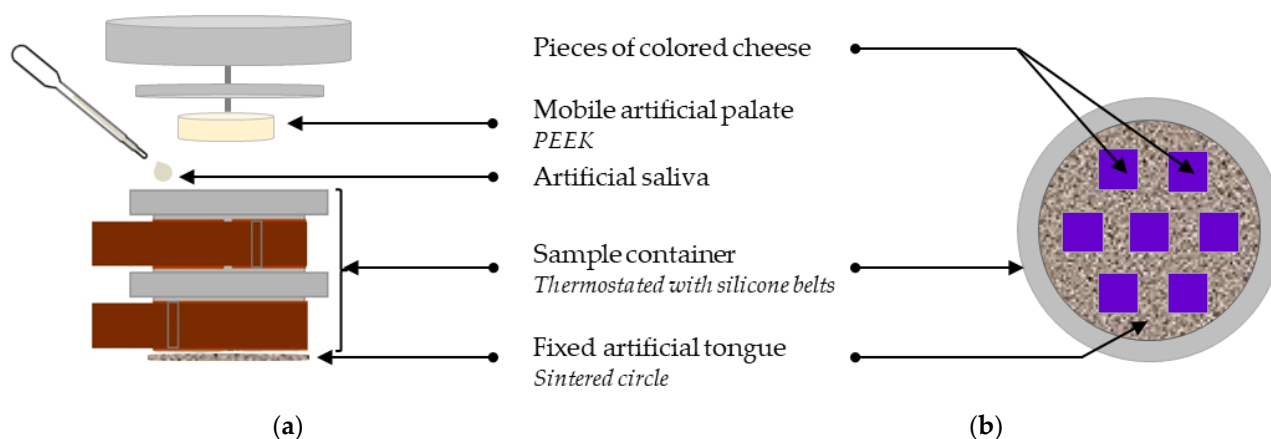 Pieces of colored cheese
Mobile artificial palate
PEEK
Artificial saliva
Sample container
Thermostated with silicone belts
Fixed artificial tongue
Sintered circle
(a)
(b)